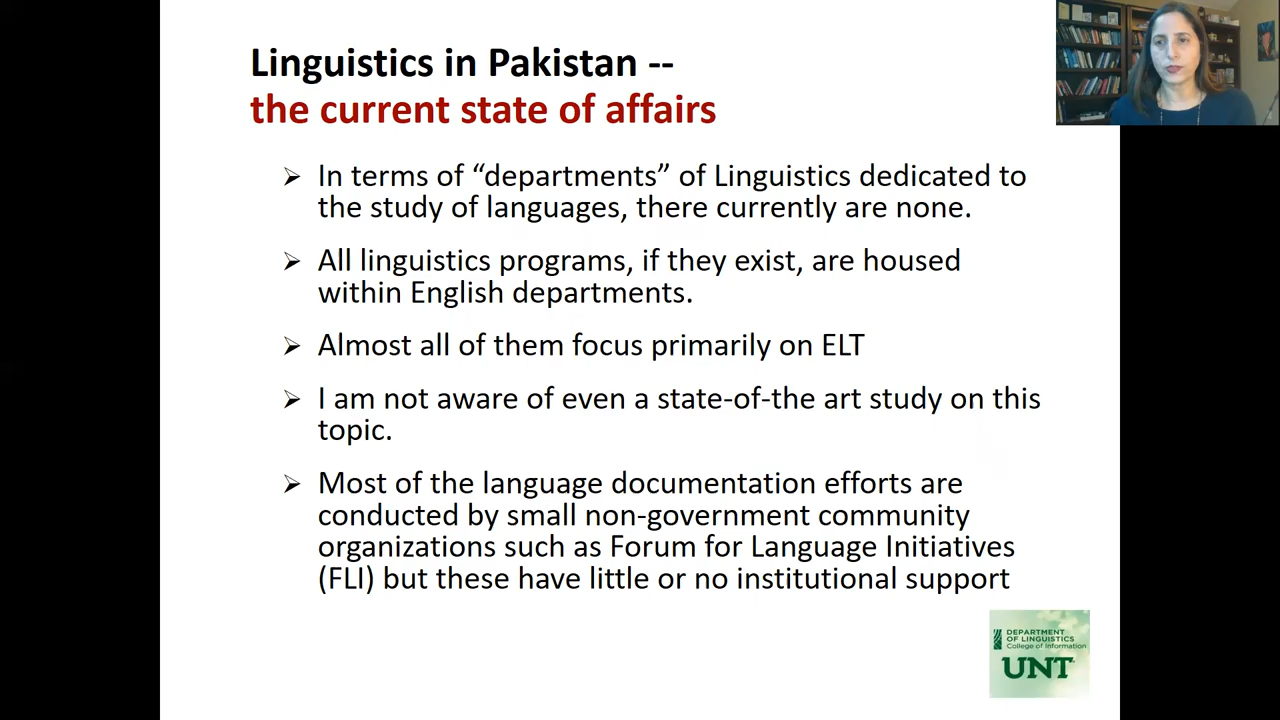 Linguistics in Pakistan --
the current state of affairs
➢ In terms of “departments” of Linguistics dedicated to
the study of languages, there currently are none.
➢ All linguistics programs, if they exist, are housed
within English departments.
➢ Almost all of them focus primarily on ELT
➢ I am not aware of even a state-of-the art study on this
topic.
➢ Most of the language documentation efforts are
conducted by small non-government community
organizations such as Forum for Language Initiatives
(FLI) but these have little or no institutional support
DEPARTMENT
OF LINGUISTICS
College of Information
UNT